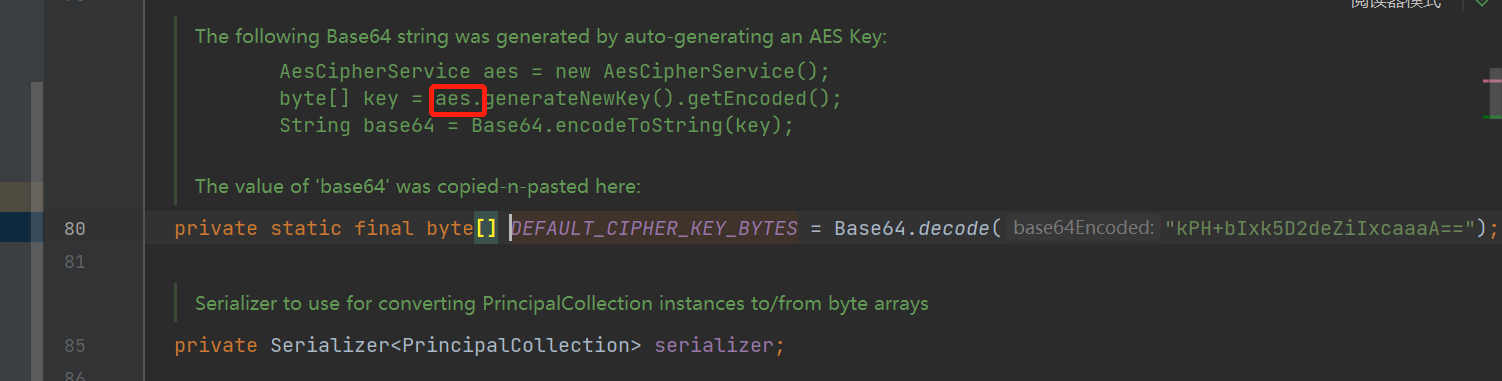 阅读器模式
The following Base64 string was generated by auto-generating an AES Key:
AesCipherService aes = new AesCipherService();
byte[] key = aes.generateNewKey().getEncoded();
String base64 = Base64.encodeToString(key);
The value of 'base64' was copied-n-pasted here:
80 private static final byte[] DEFAULT_CIPHER_KEY_BYTES = Base64.decode( base64Encoded: "kPH+bIxk5D2deZiIxcaaaA==");
81
Serializer to use for converting PrincipalCollection instances to/from byte arrays
85 private Serializer<PrincipalCollection> serializer;
86